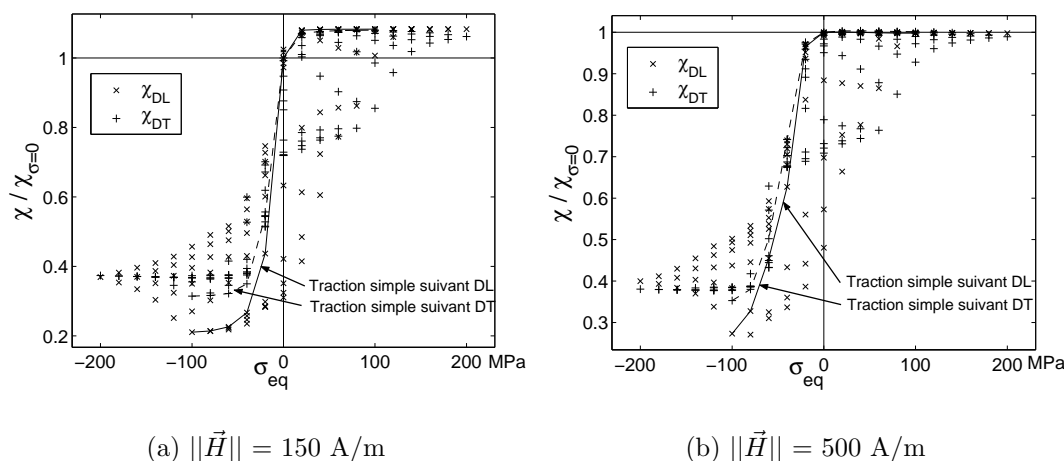 χ / χσ=0
1
0.8
0.6
0.4
0.2
× χDL
+ χDT
Traction simple suivant DL
Traction simple suivant DT
−200 −100 0 100 200 MPa
σeq
(a) ||H⃗|| = 150 A/m
χ / χσ=0
1
0.9
0.8
0.7
0.6
0.5
0.4
0.3
× χDL
+ χDT
Traction simple suivant DL
Traction simple suivant DT
−200 −100 0 100 200 MPa
σeq
(b) ||H⃗|| = 500 A/m